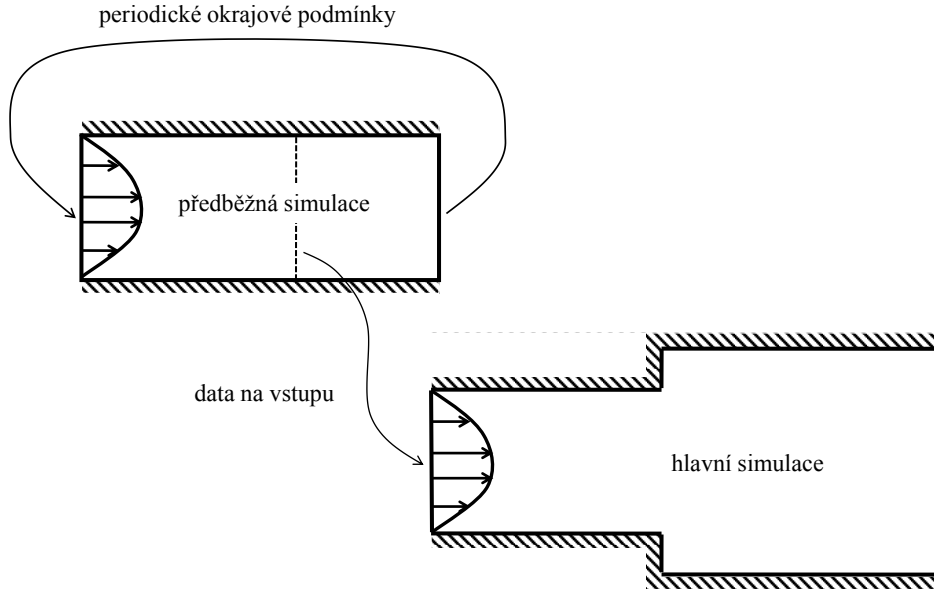 periodické okrajové podmínky
předběžná simulace
data na vstupu
hlavní simulace